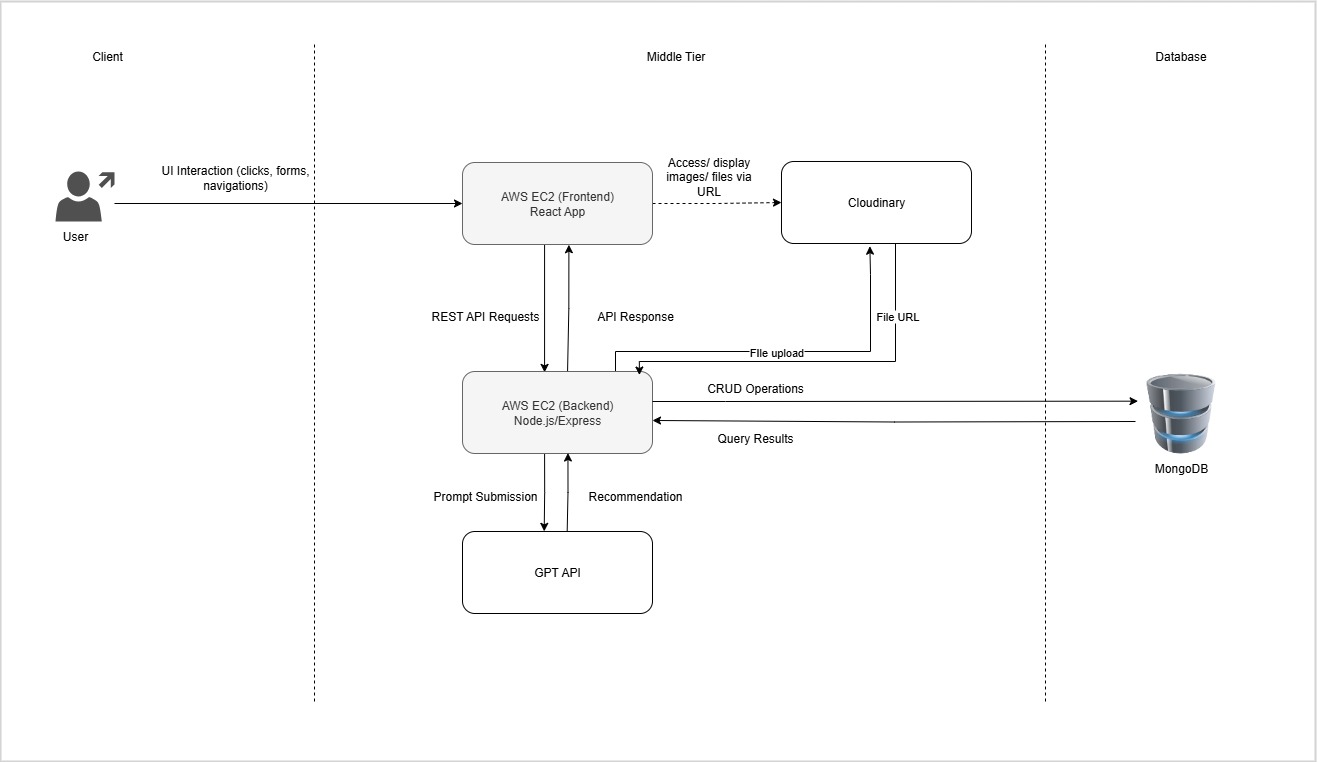 Client
Middle Tier
Database
UI Interaction (clicks, forms,
navigations)
User
AWS EC2 (Frontend)
React App
Access/ display
images/ files via
URL
Cloudinary
REST API Requests
API Response
File URL
FIle upload
AWS EC2 (Backend)
Node.js/Express
CRUD Operations
Query Results
MongoDB
Prompt Submission
Recommendation
GPT API